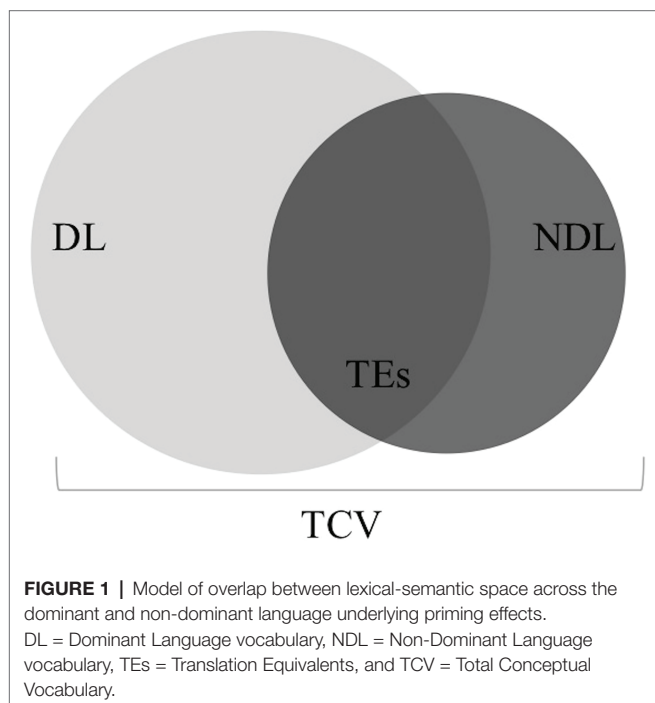 DL
NDL
TEs
TCV
FIGURE 1 | Model of overlap between lexical-semantic space across the
dominant and non-dominant language underlying priming effects.
DL = Dominant Language vocabulary, NDL = Non-Dominant Language
vocabulary, TEs = Translation Equivalents, and TCV = Total Conceptual
Vocabulary.